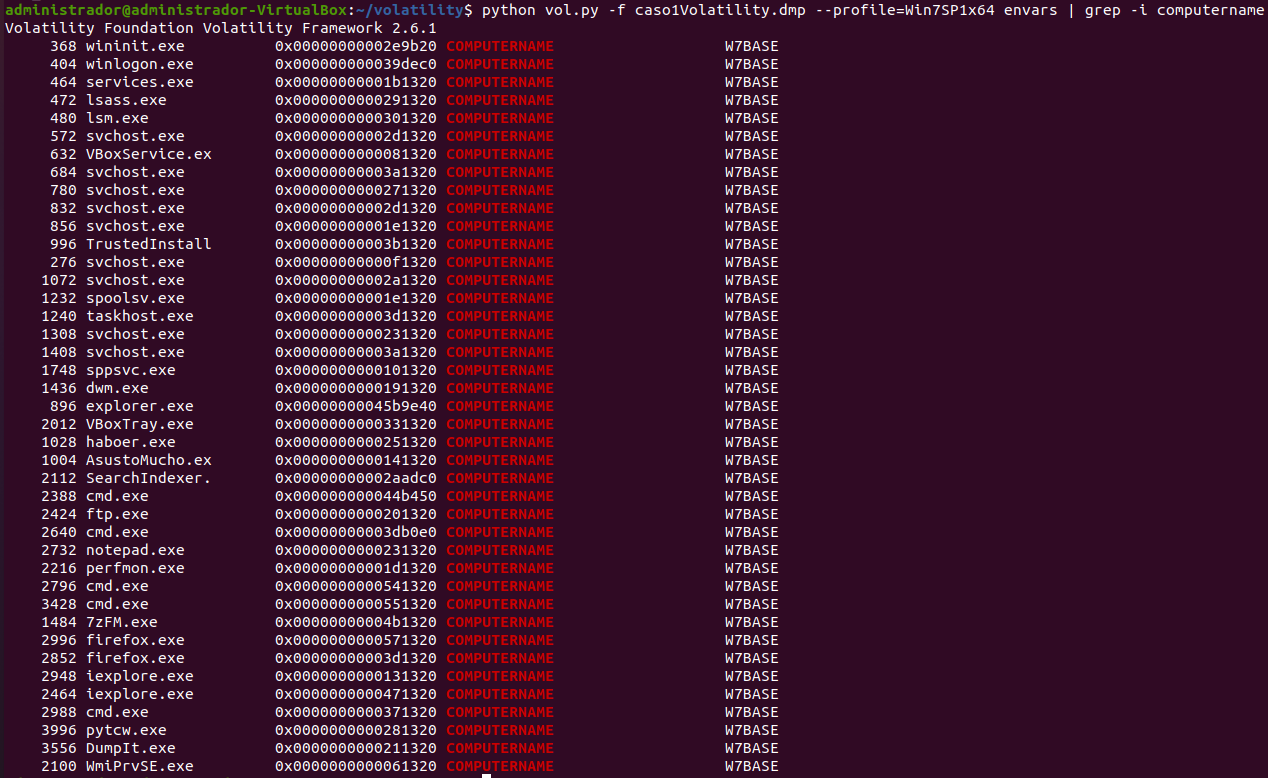 administrador@administrador-VirtualBox:~/volatility$ python vol.py -f caso1Volatility.dmp --profile=Win7SP1x64 envars | grep -i computername
Volatility Foundation Volatility Framework 2.6.1
368 wininit.exe 0x00000000002e9b20 COMPUTERNAME W7BASE
404 winlogon.exe 0x000000000039dec0 COMPUTERNAME W7BASE
464 services.exe 0x00000000001b1320 COMPUTERNAME W7BASE
472 lsass.exe 0x0000000000291320 COMPUTERNAME W7BASE
480 lsm.exe 0x0000000000301320 COMPUTERNAME W7BASE
572 svchost.exe 0x00000000002d1320 COMPUTERNAME W7BASE
632 VBoxService.ex 0x0000000000081320 COMPUTERNAME W7BASE
684 svchost.exe 0x00000000003a1320 COMPUTERNAME W7BASE
780 svchost.exe 0x0000000000271320 COMPUTERNAME W7BASE
832 svchost.exe 0x00000000002d1320 COMPUTERNAME W7BASE
856 svchost.exe 0x00000000001e1320 COMPUTERNAME W7BASE
996 TrustedInstall 0x00000000003b1320 COMPUTERNAME W7BASE
276 svchost.exe 0x00000000000f1320 COMPUTERNAME W7BASE
1072 svchost.exe 0x00000000002a1320 COMPUTERNAME W7BASE
1232 spoolsv.exe 0x00000000001e1320 COMPUTERNAME W7BASE
1240 taskhost.exe 0x00000000003d1320 COMPUTERNAME W7BASE
1308 svchost.exe 0x0000000000231320 COMPUTERNAME W7BASE
1408 svchost.exe 0x00000000003a1320 COMPUTERNAME W7BASE
1748 sppsvc.exe 0x0000000000101320 COMPUTERNAME W7BASE
1436 dwm.exe 0x0000000000191320 COMPUTERNAME W7BASE
896 explorer.exe 0x00000000045b9e40 COMPUTERNAME W7BASE
2012 VBoxTray.exe 0x0000000000331320 COMPUTERNAME W7BASE
1028 haboer.exe 0x0000000000251320 COMPUTERNAME W7BASE
1004 AsustoMucho.ex 0x0000000000141320 COMPUTERNAME W7BASE
2112 SearchIndexer. 0x00000000002aadc0 COMPUTERNAME W7BASE
2388 cmd.exe 0x000000000044b450 COMPUTERNAME W7BASE
2424 ftp.exe 0x0000000000201320 COMPUTERNAME W7BASE
2640 cmd.exe 0x00000000003db0e0 COMPUTERNAME W7BASE
2732 notepad.exe 0x0000000000231320 COMPUTERNAME W7BASE
2216 perfmon.exe 0x00000000001d1320 COMPUTERNAME W7BASE
2796 cmd.exe 0x0000000000541320 COMPUTERNAME W7BASE
3428 cmd.exe 0x0000000000551320 COMPUTERNAME W7BASE
1484 7zFM.exe 0x00000000004b1320 COMPUTERNAME W7BASE
2996 firefox.exe 0x0000000000571320 COMPUTERNAME W7BASE
2852 firefox.exe 0x00000000003d1320 COMPUTERNAME W7BASE
2948 iexplore.exe 0x0000000000131320 COMPUTERNAME W7BASE
2464 iexplore.exe 0x0000000000471320 COMPUTERNAME W7BASE
2988 cmd.exe 0x0000000000371320 COMPUTERNAME W7BASE
3996 pytcw.exe 0x0000000000281320 COMPUTERNAME W7BASE
3556 DumpIt.exe 0x0000000000211320 COMPUTERNAME W7BASE
2100 WmiPrvSE.exe 0x0000000000061320 COMPUTERNAME W7BASE